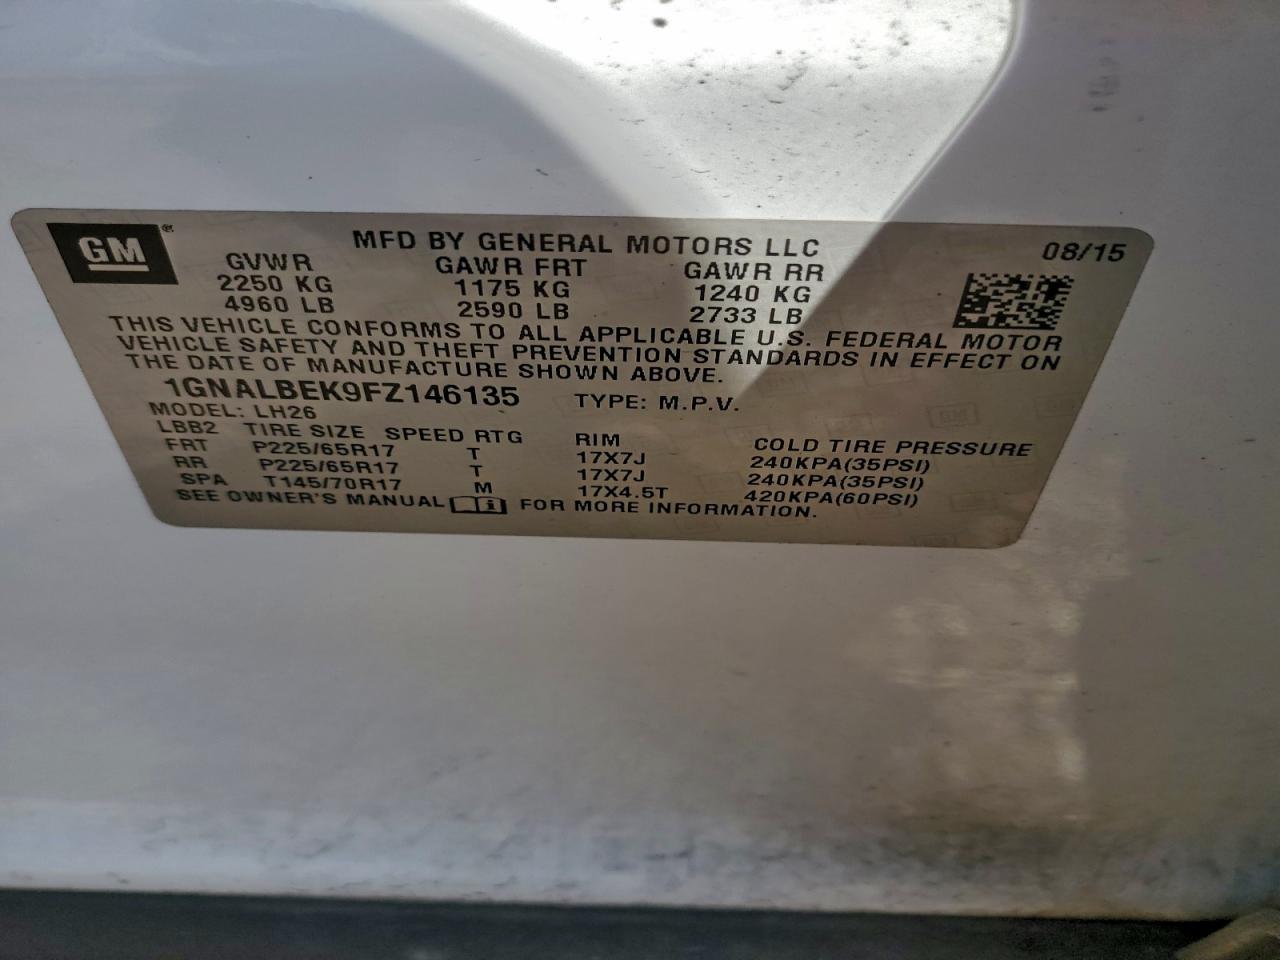 GM®
MFD BY GENERAL MOTORS LLC 08/15
GVWR GAWR FRT GAWR RR
2250 KG 1175 KG 1240 KG
4960 LB 2590 LB 2733 LB
THIS VEHICLE CONFORMS TO ALL APPLICABLE U.S. FEDERAL MOTOR
VEHICLE SAFETY AND THEFT PREVENTION STANDARDS IN EFFECT ON
THE DATE OF MANUFACTURE SHOWN ABOVE.
1GNALBEK9FZ146135 TYPE: M.P.V.
MODEL: LH26
LBB2 TIRE SIZE SPEED RTG RIM COLD TIRE PRESSURE
FRT P225/65R17 T 17X7J 240KPA(35PSI)
RR P225/65R17 T 17X7J 240KPA(35PSI)
SPA T145/70R17 M 17X4.5T 420KPA(60PSI)
SEE OWNER'S MANUAL i FOR MORE INFORMATION.